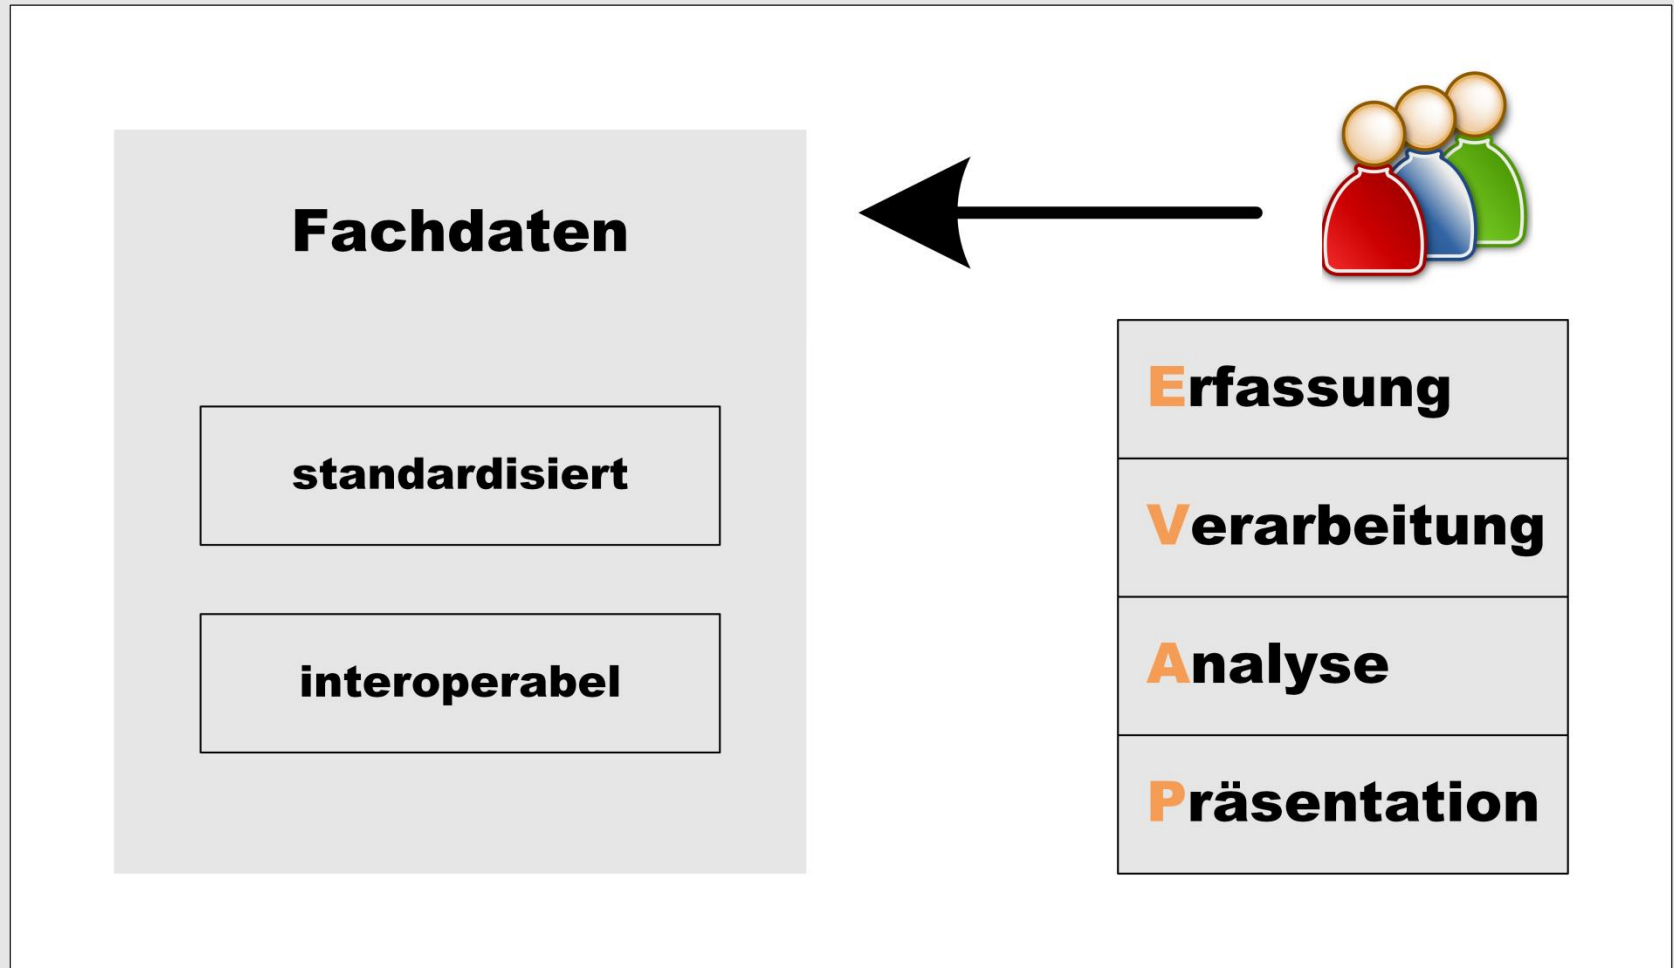 Fachdaten
standardisiert
interoperabel
Erfassung
Verarbeitung
Analyse
Präsentation